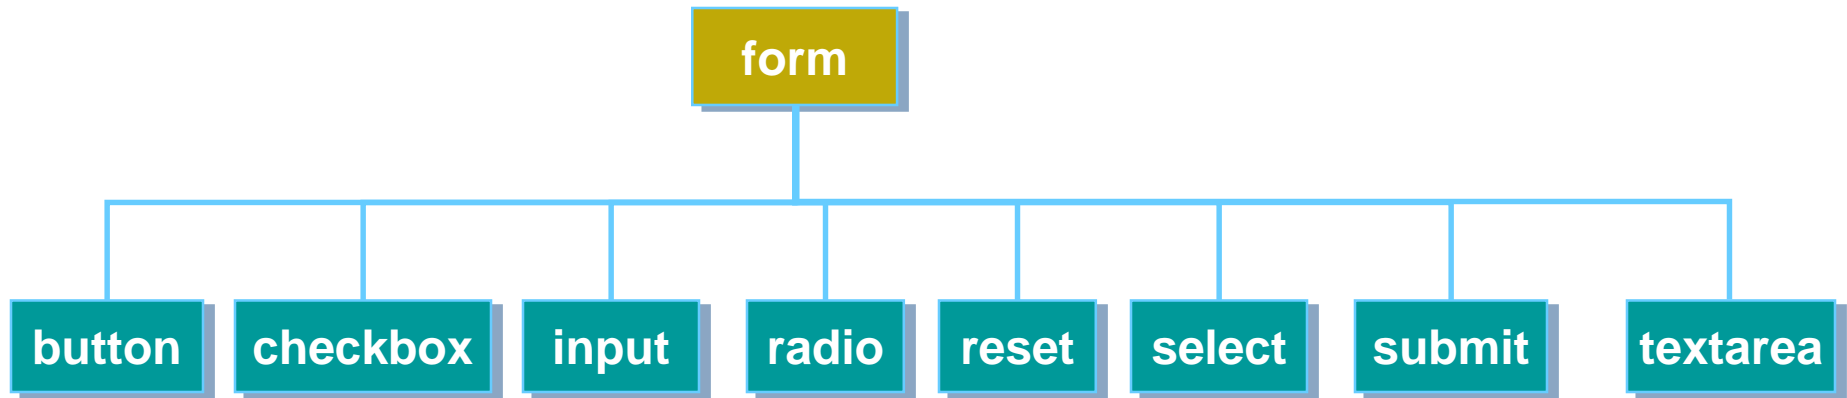 form
button
checkbox
input
radio
reset
select
submit
textarea